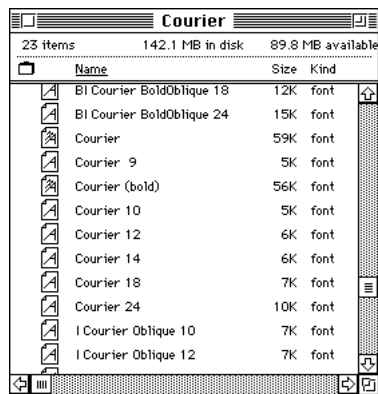 Courier
23 items 142.1 MB in disk 89.8 MB available
Name Size Kind
BI Courier BoldOblique 18 12K font
BI Courier BoldOblique 24 15K font
Courier 59K font
Courier 9 5K font
Courier (bold) 56K font
Courier 10 5K font
Courier 12 6K font
Courier 14 6K font
Courier 18 7K font
Courier 24 10K font
I Courier Oblique 10 7K font
I Courier Oblique 12 7K font